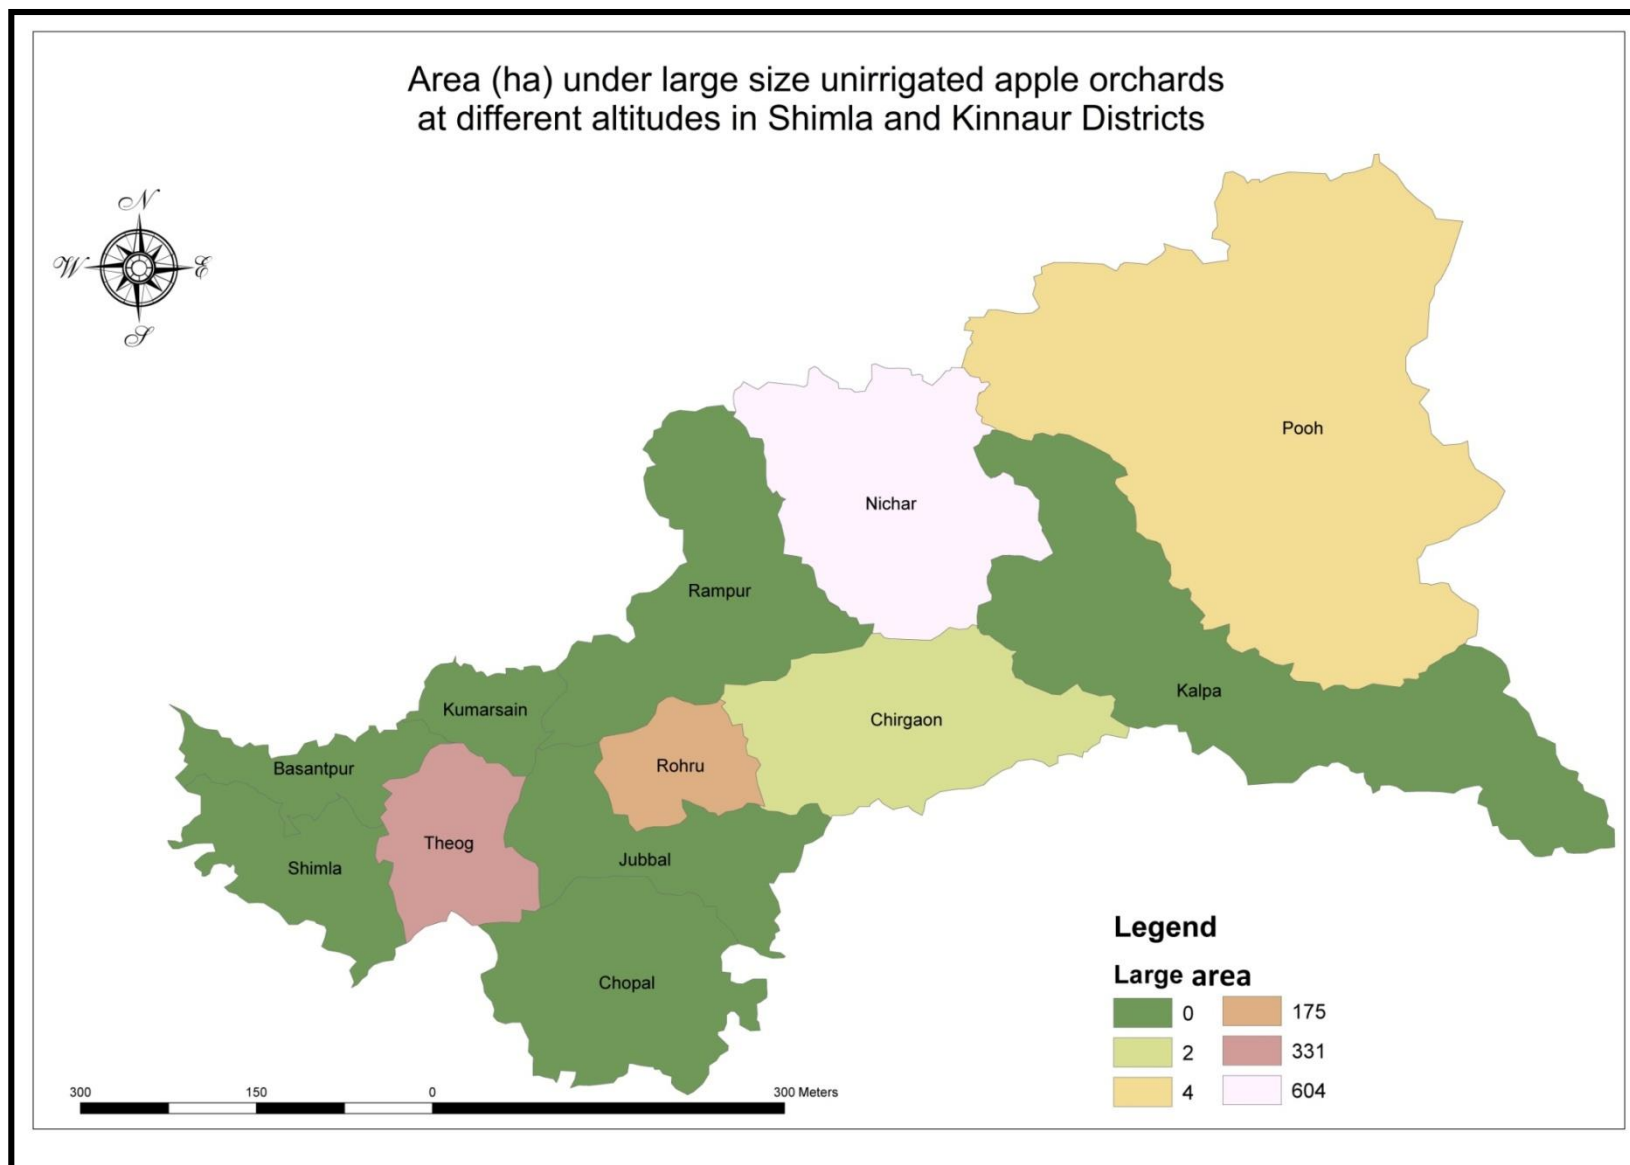 Area (ha) under large size unirrigated apple orchards
at different altitudes in Shimla and Kinnaur Districts
N
W E
S
Pooh
Nichar
Rampur
Kalpa
Kumarsain
Chirgaon
Basantpur
Rohru
Theog
Jubbal
Shimla
Chopal
Legend
Large area
0 175
2 331
4 604
300 150 0 300 Meters